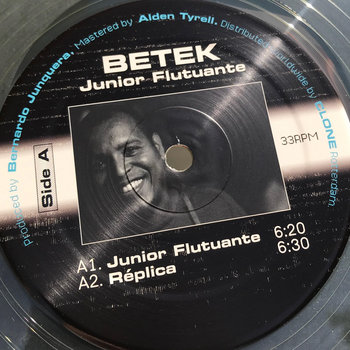 Produced by Bernardo Junquera, Mastered by Alden Tyrell. Distributed worldwide by CLONE Rotterdam
BETEK
Junior Flutuante
Side A
33RPM
A1. Junior Flutuante 6:20
A2. Réplica 6:30